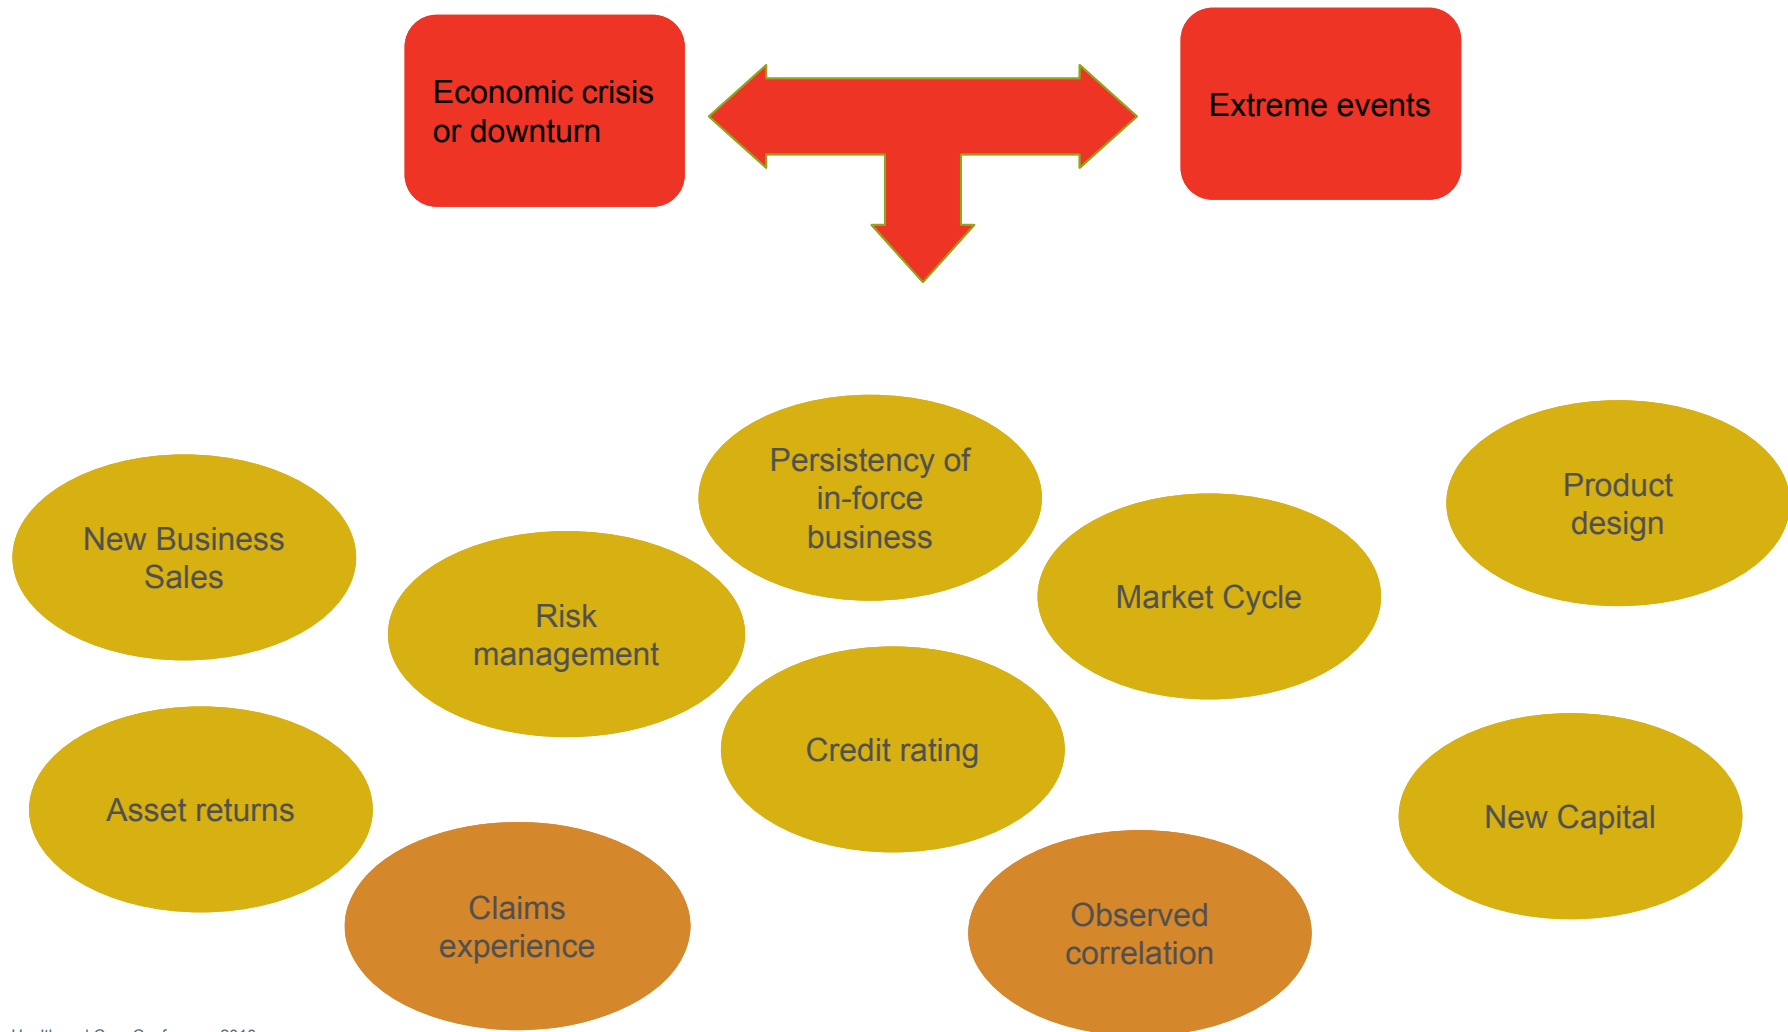 Economic crisis
or downturn
Extreme events
Persistency of
in-force
business
Product
design
New Business
Sales
Market Cycle
Risk
management
Credit rating
Asset returns
New Capital
Claims
experience
Observed
correlation